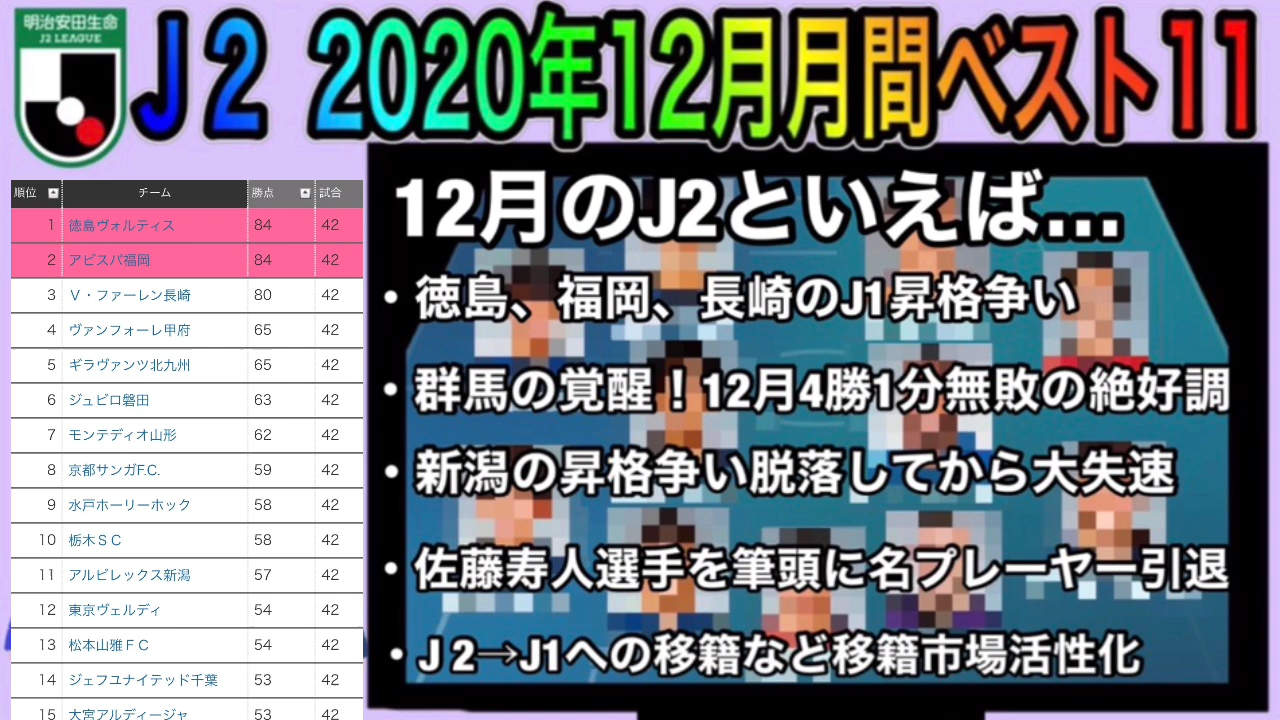 明治安田生命
J2 LEAGUE
J2 2020年12月月間ベスト11
順位 チーム 勝点 試合
1 徳島ヴォルティス 84 42
2 アビスパ福岡 84 42
3 Ｖ・ファーレン長崎 80 42
4 ヴァンフォーレ甲府 65 42
5 ギラヴァンツ北九州 65 42
6 ジュビロ磐田 63 42
7 モンテディオ山形 62 42
8 京都サンガF.C. 59 42
9 水戸ホーリーホック 58 42
10 栃木ＳＣ 58 42
11 アルビレックス新潟 57 42
12 東京ヴェルディ 54 42
13 松本山雅ＦＣ 54 42
14 ジェフユナイテッド千葉 53 42
15 大宮アルディージャ 53 42
12月のJ2といえば…
・徳島、福岡、長崎のJ1昇格争い
・群馬の覚醒！12月4勝1分無敗の絶好調
・新潟の昇格争い脱落してから大失速
・佐藤寿人選手を筆頭に名プレーヤー引退
・J2→J1への移籍など移籍市場活性化